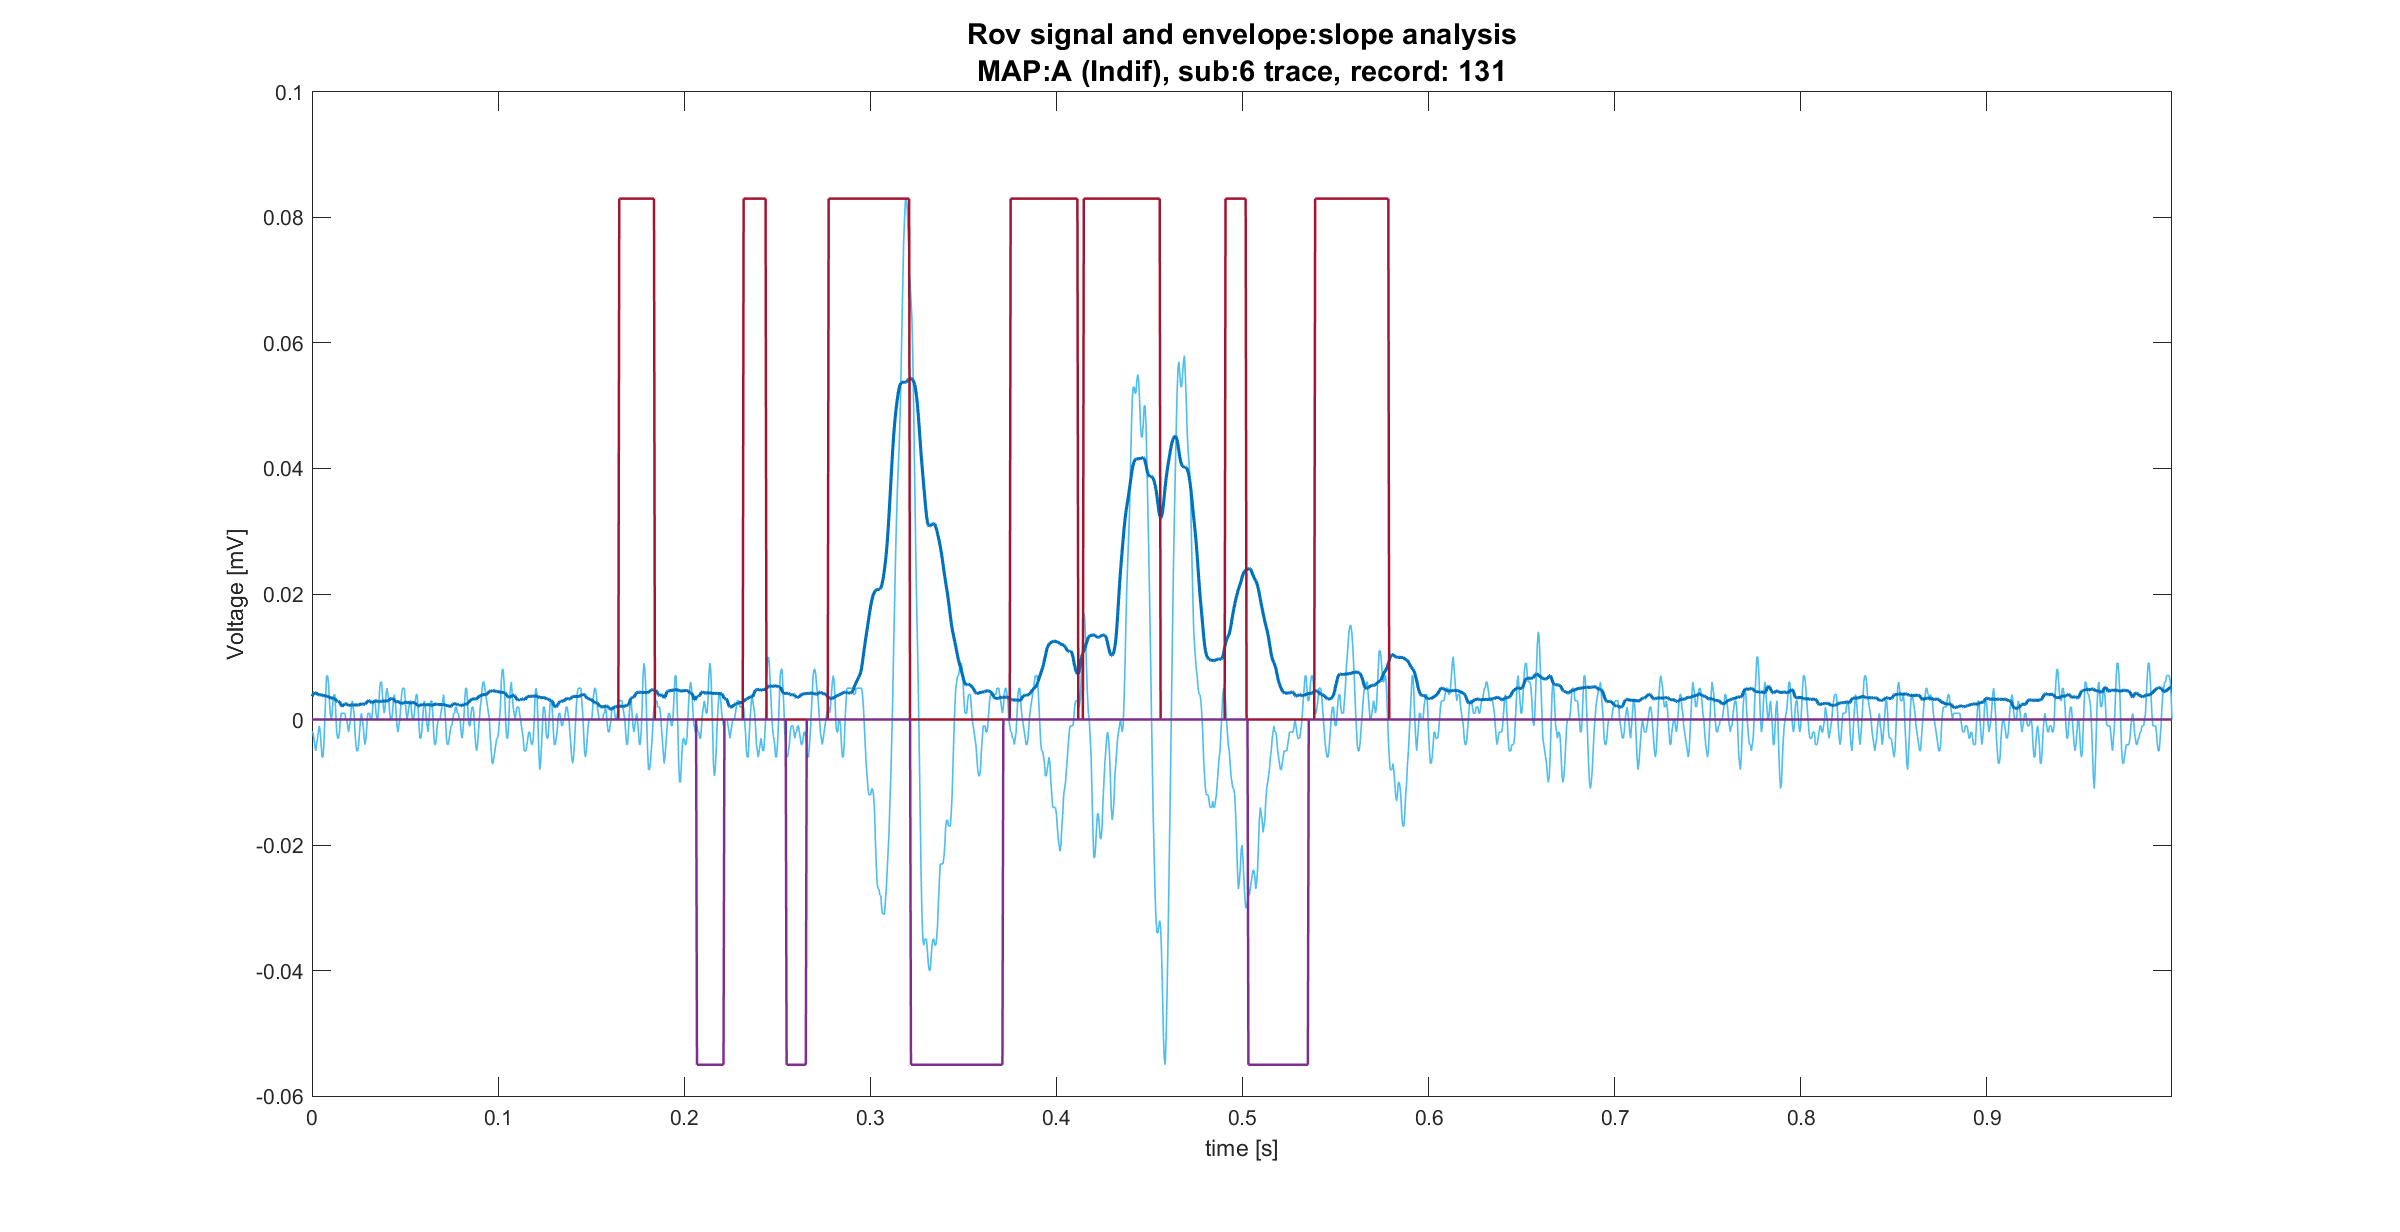 Rov signal and envelope:slope analysis
MAP:A (Indif), sub:6 trace, record: 131
0.1
0.08
0.06
0.04
0.02
0
-0.02
-0.04
-0.06
Voltage [mV]
0 0.1 0.2 0.3 0.4 0.5 0.6 0.7 0.8 0.9
time [s]